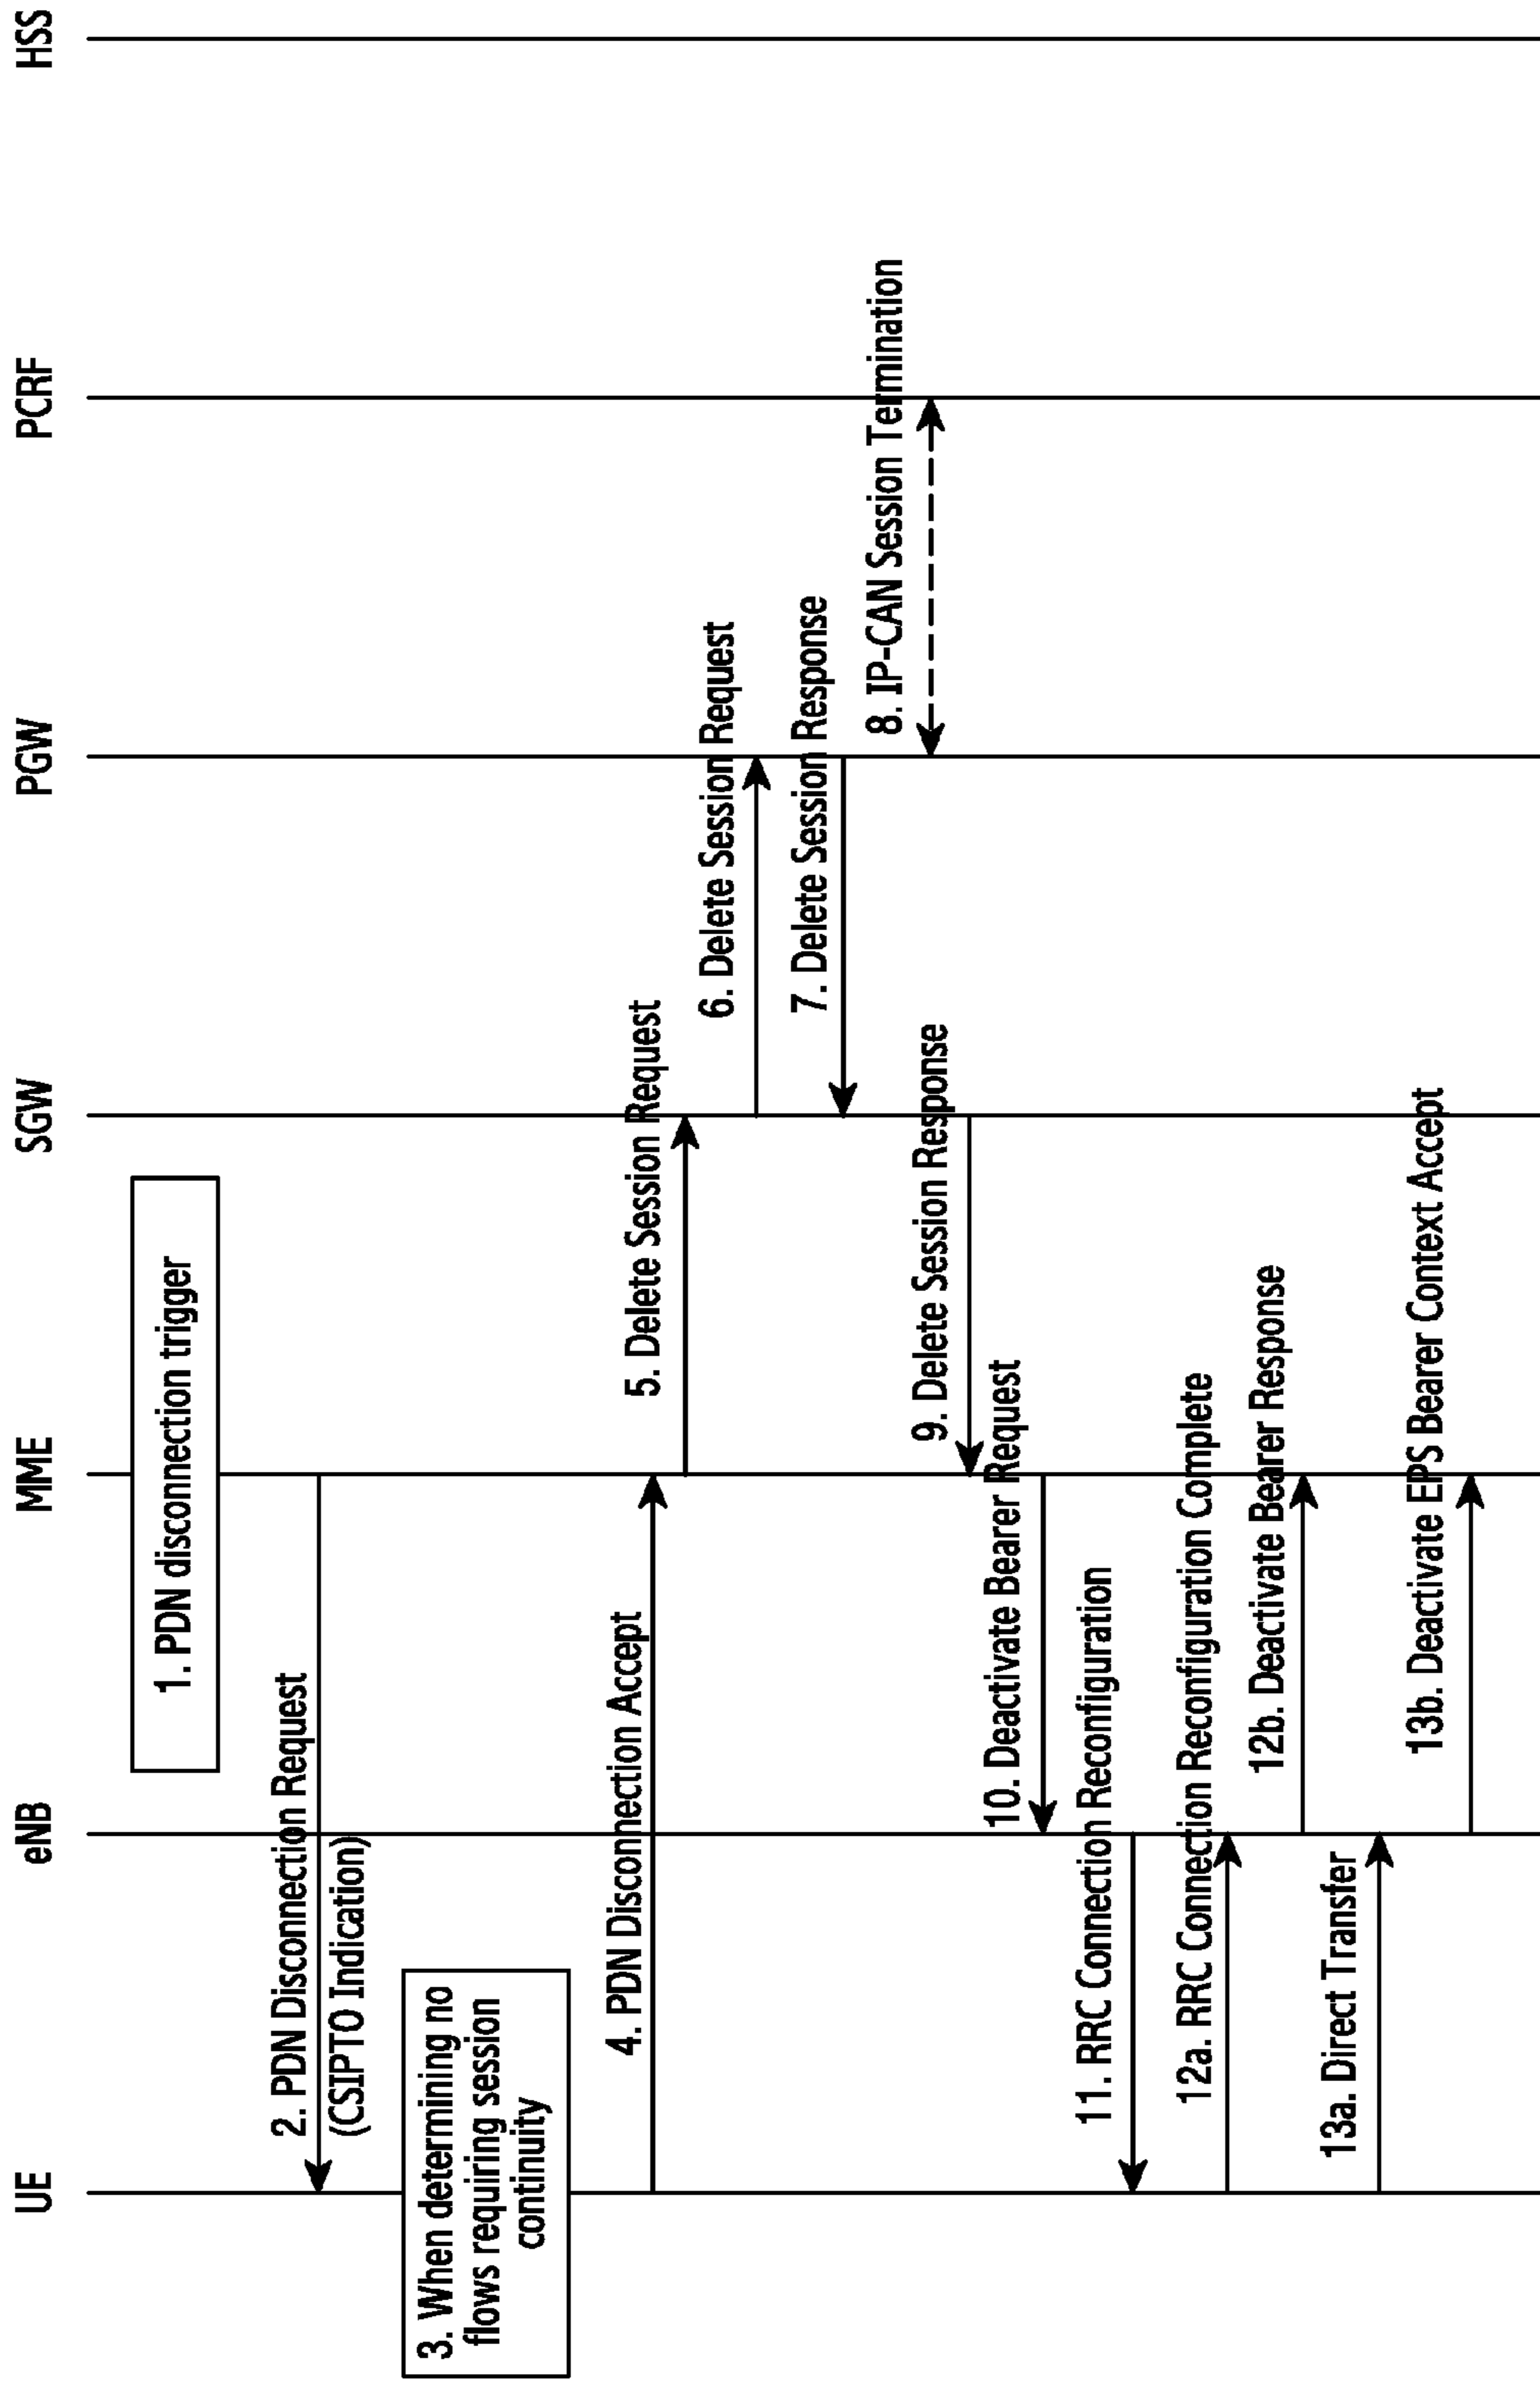 UE
eNB
MME
SGW
PGW
PCRF
HSS
1. PDN disconnection trigger
2. PDN Disconnection Request
(CSIPTO Indication)
3. When determining no
flows requiring session
continuity
4. PDN Disconnection Accept
5. Delete Session Request
6. Delete Session Request
7. Delete Session Response
8. IP-CAN Session Termination
9. Delete Session Response
10. Deactivate Bearer Request
11. RRC Connection Reconfiguration
12a. RRC Connection Reconfiguration Complete
12b. Deactivate Bearer Response
13a. Direct Transfer
13b. Deactivate EPS Bearer Context Accept